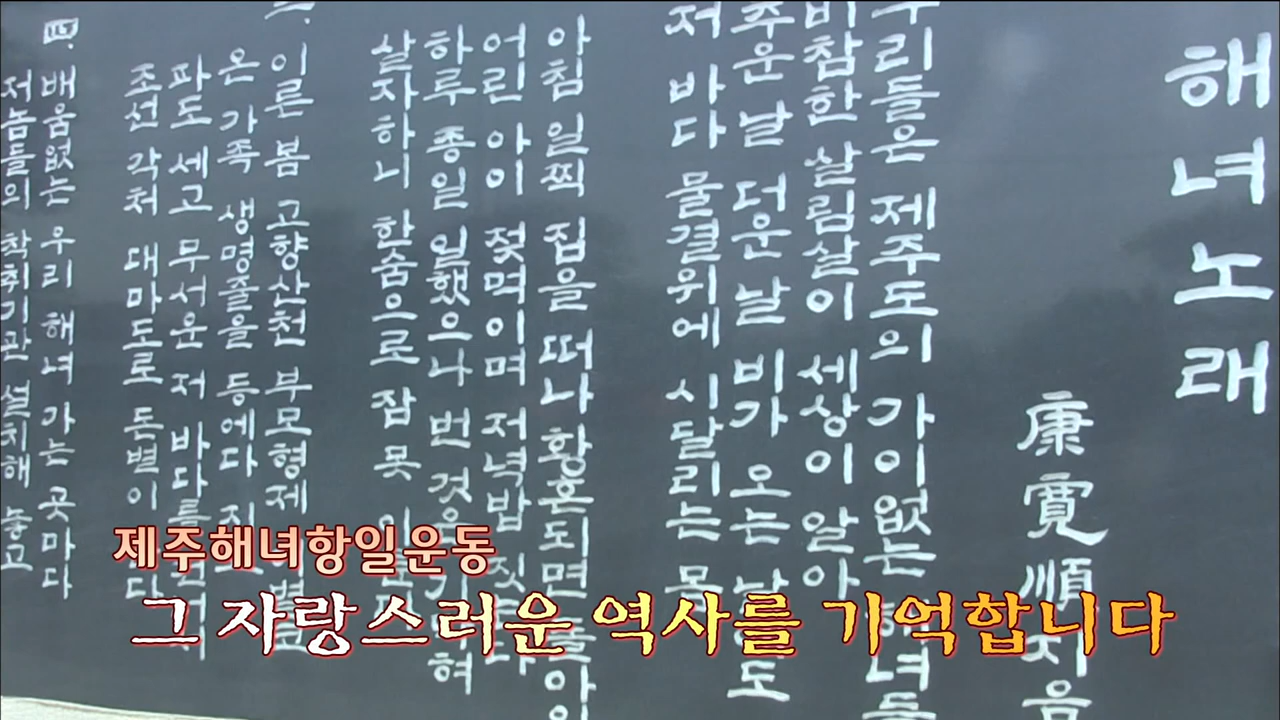 해녀노래
康寬順 지음
우리들은 제주도의 가이없는 해녀들
비참한 살림살이 세상이 알아
추운날 더운날 비가 오는 날에도
저 바다 물결위에 시달리는 몸
아침 일찍 집을 떠나 황혼되면 돌아
어린 아이 젖먹이며 저녁밥 짓
하루 종일 일했으나 번 것은
살자하니 한숨으로 잠 못
이른 봄 고향산천 부모형제
온 가족 생명줄을 등에다
파도 세고 무서운 저 바다를
조선 각처 대마도로 돈벌이
四. 배움없는 우리 해녀 가는 곳마다
저놈들의 착취기관 설치해 놓고
제주해녀항일운동
그 자랑스러운 역사를 기억합니다